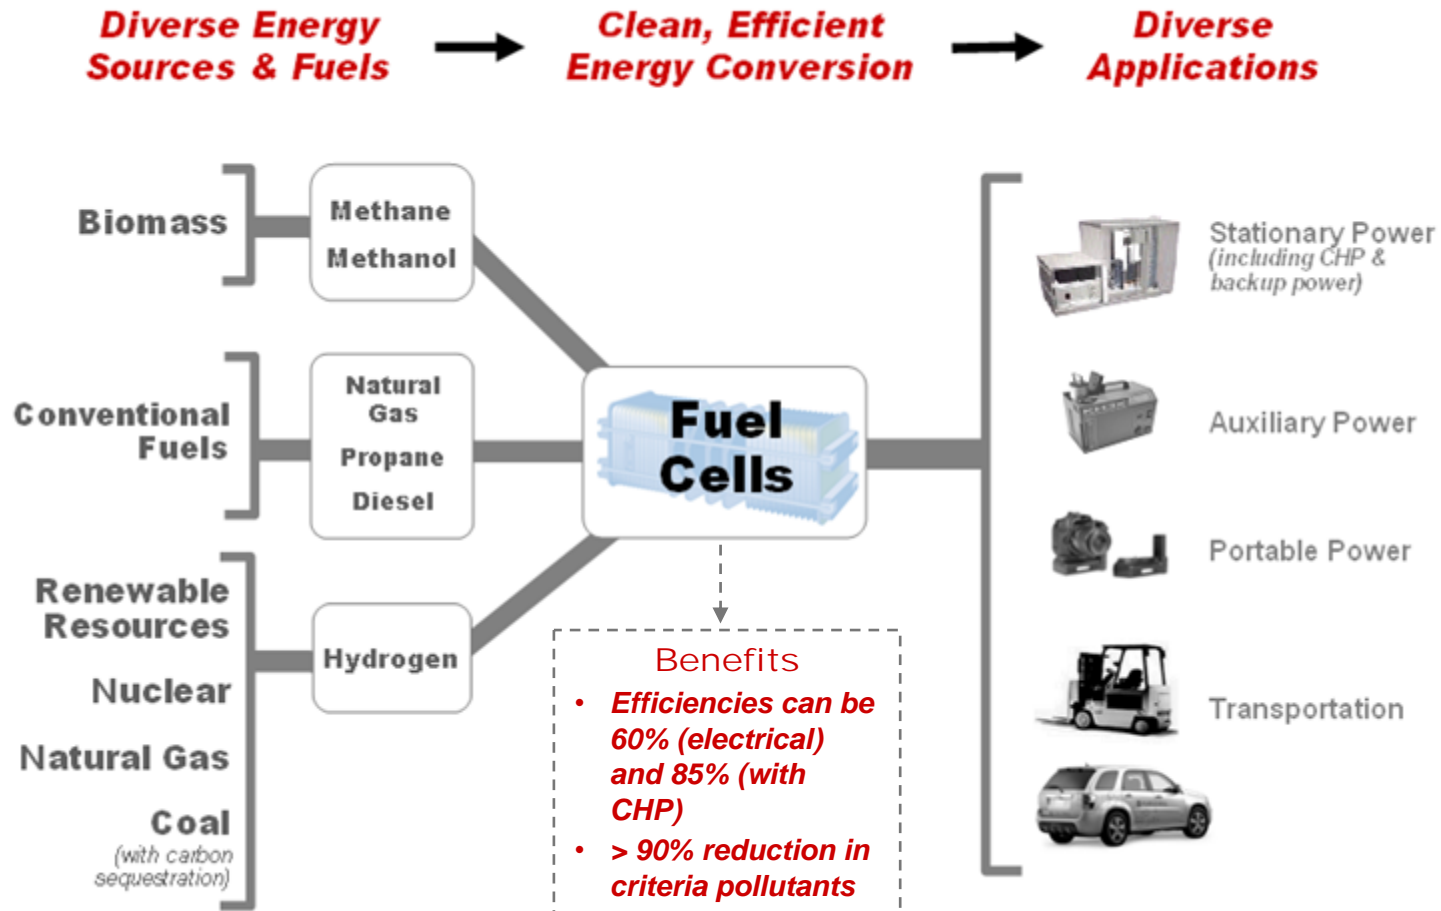 Diverse Energy
Sources & Fuels
Clean, Efficient
Energy Conversion
Diverse
Applications
Biomass
Methane
Methanol
Conventional
Fuels
Natural
Gas
Propane
Diesel
Renewable
Resources
Nuclear
Natural Gas
Coal
(with carbon
sequestration)
Hydrogen
Fuel
Cells
Benefits
• Efficiencies can be
60% (electrical)
and 85% (with
CHP)
• > 90% reduction in
criteria pollutants
Stationary Power
(including CHP &
backup power)
Auxiliary Power
Portable Power
Transportation